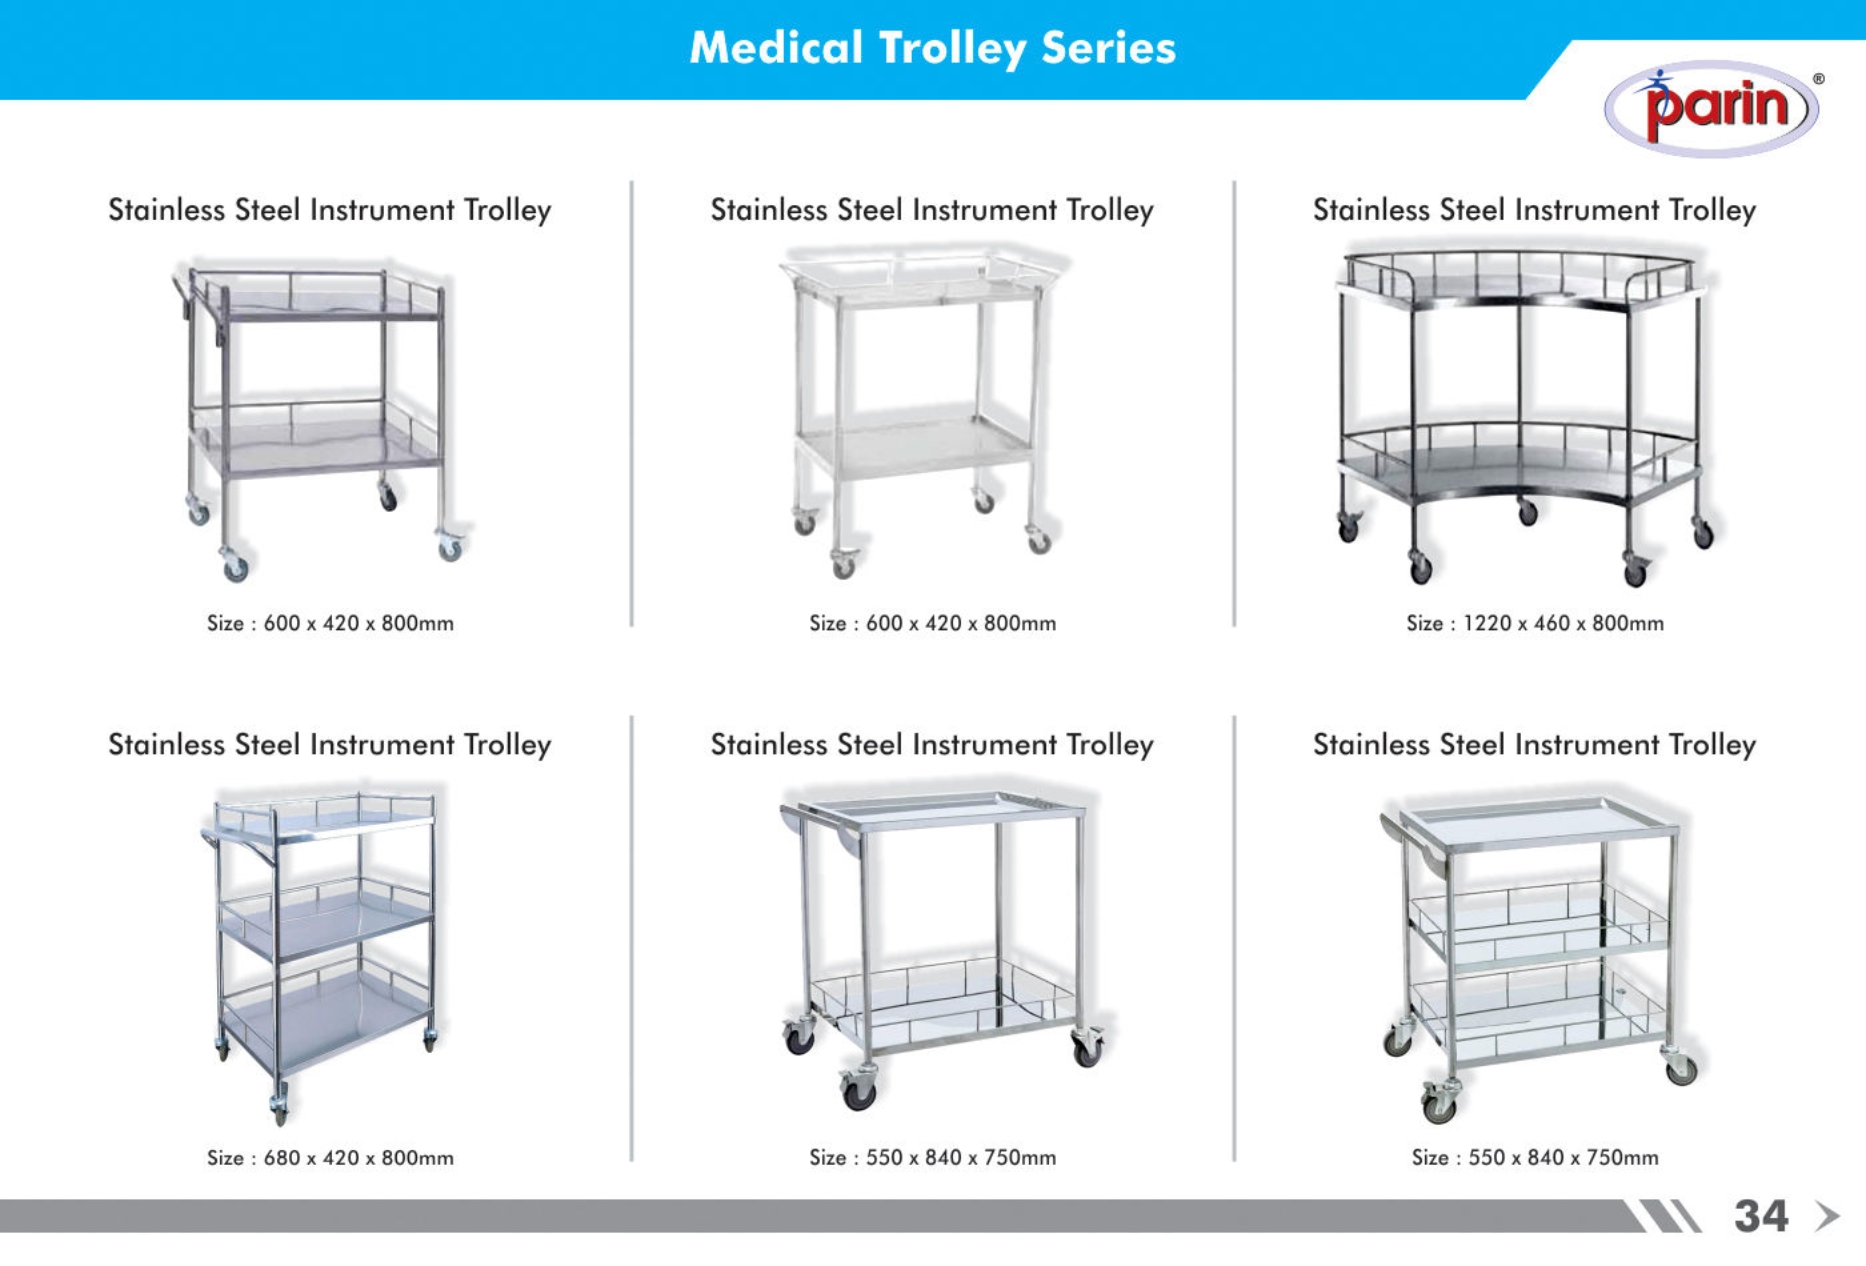 Medical Trolley Series
parin®
Stainless Steel Instrument Trolley
Stainless Steel Instrument Trolley
Stainless Steel Instrument Trolley
Size : 600 x 420 x 800mm
Size : 600 x 420 x 800mm
Size : 1220 x 460 x 800mm
Stainless Steel Instrument Trolley
Stainless Steel Instrument Trolley
Stainless Steel Instrument Trolley
Size : 680 x 420 x 800mm
Size : 550 x 840 x 750mm
Size : 550 x 840 x 750mm
34